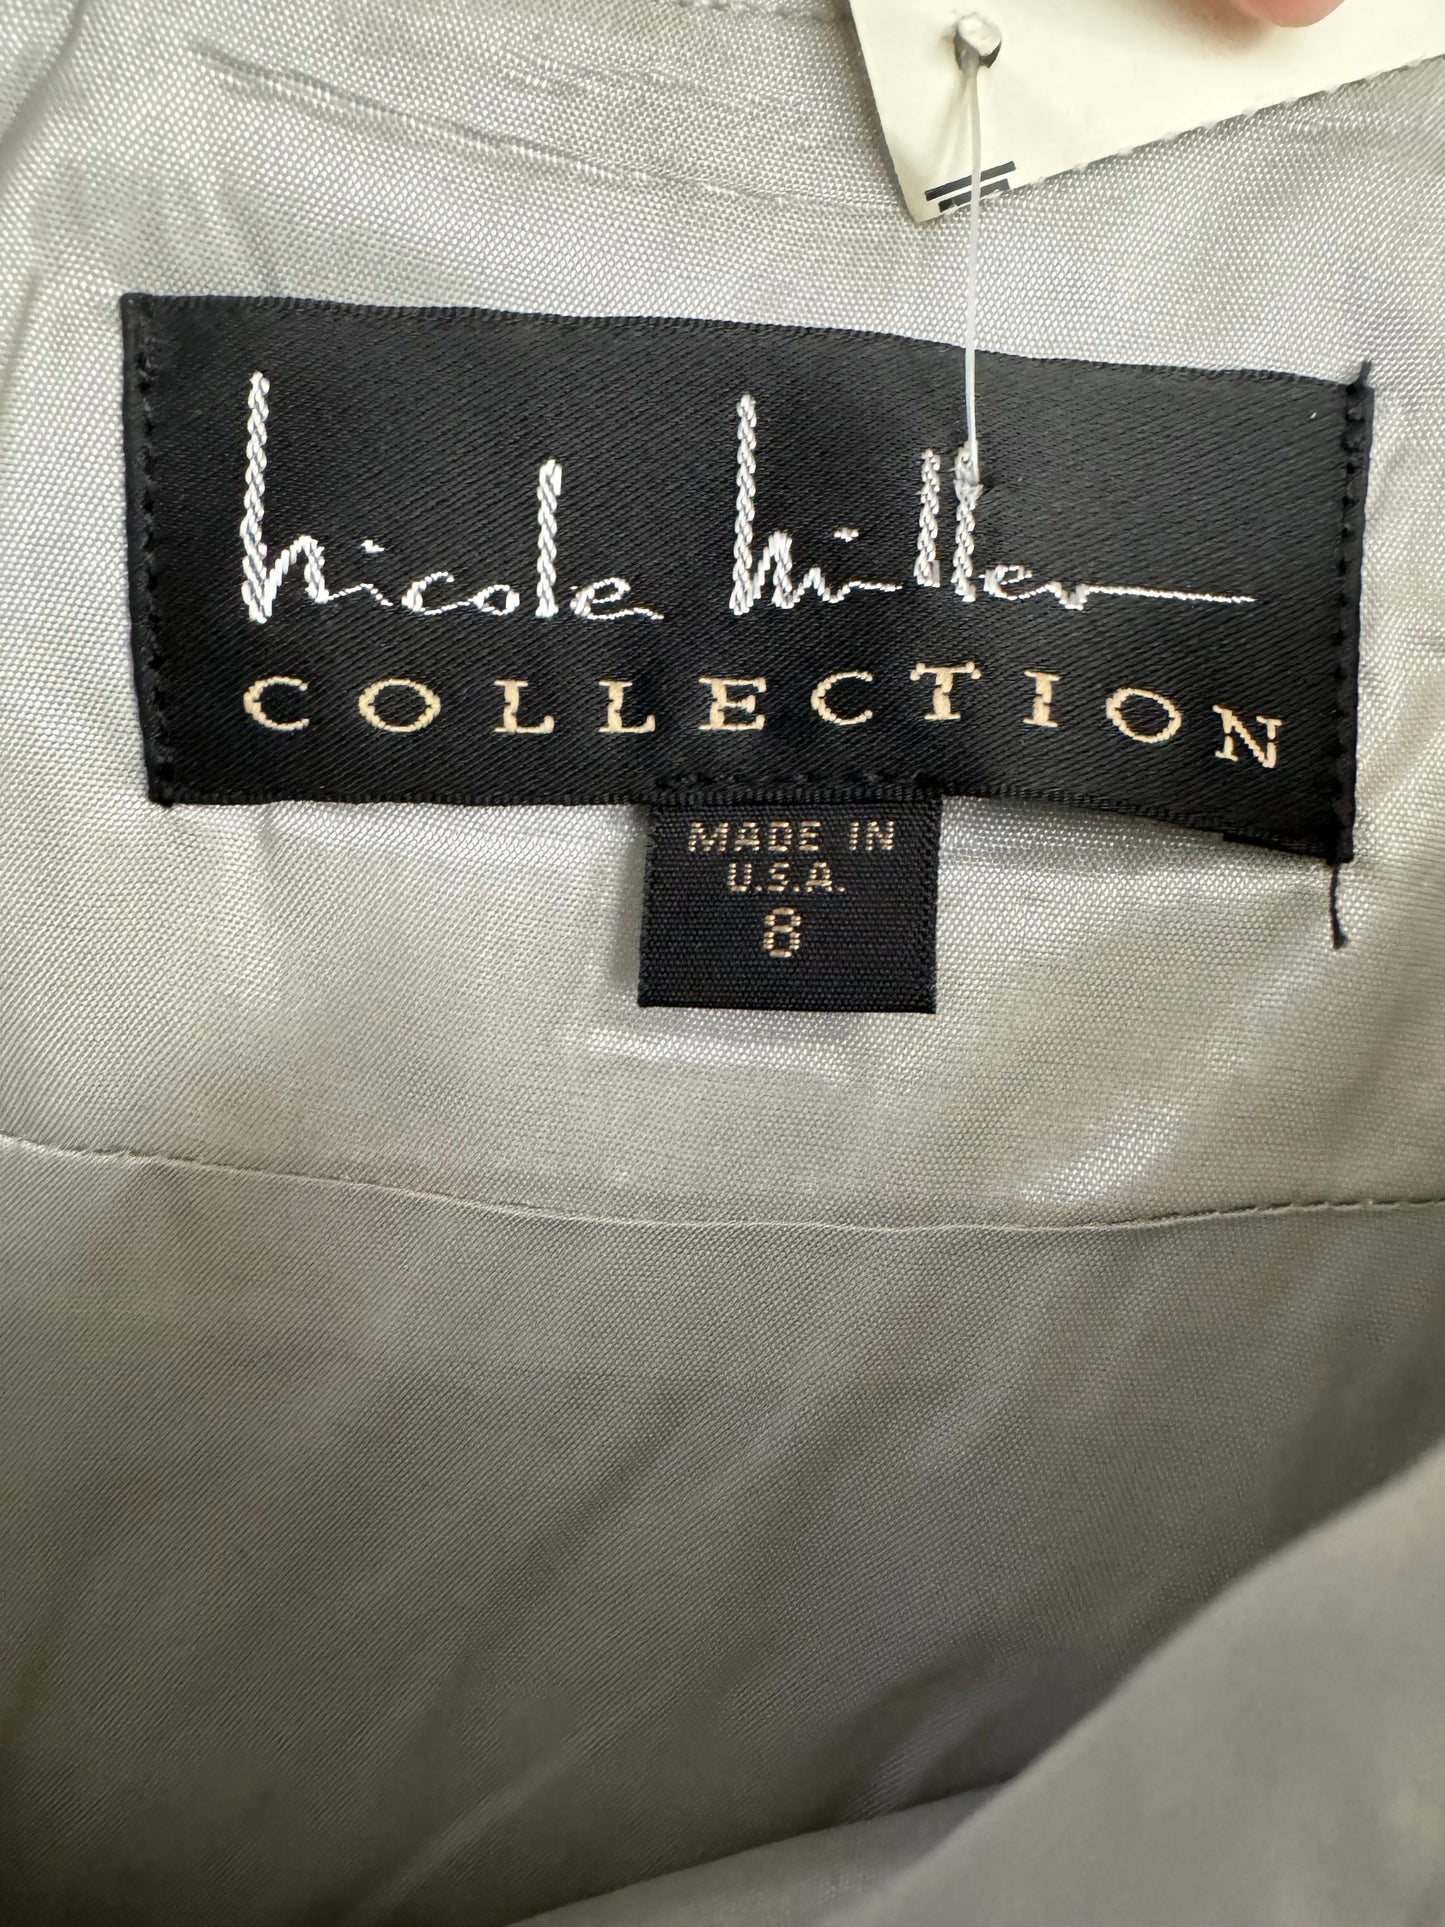 nicole miller
COLLECTION
MADE IN
U.S.A.
8